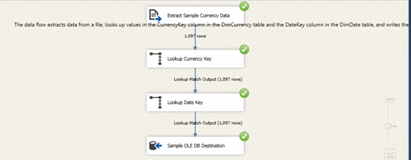 Extract Sample Currency Data
The data flow extracts data from a file, looks up values in the CurrencyKey column in the DimCurrency table and the DateKey column in the DimDate table, and writes the
1,097 rows
Lookup Currency Key
Lookup Match Output (1,097 rows)
Lookup Date Key
Lookup Match Output (1,097 rows)
Sample OLE DB Destination